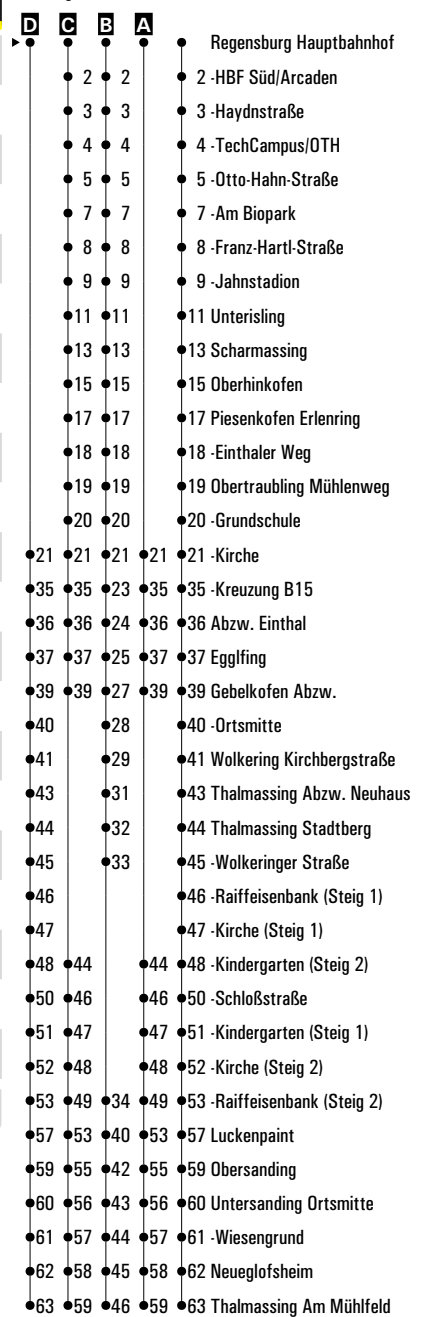 D C B A
Regensburg Hauptbahnhof
2 2 2 -HBF Süd/Arcaden
3 3 3 -Haydnstraße
4 4 4 -TechCampus/OTH
5 5 5 -Otto-Hahn-Straße
7 7 7 -Am Biopark
8 8 8 -Franz-Hartl-Straße
9 9 9 -Jahnstadion
11 11 11 Unterisling
13 13 13 Scharmassing
15 15 15 Oberhinkofen
17 17 17 Piesenkofen Erlenring
18 18 18 -Einthaler Weg
19 19 19 Obertraubling Mühlenweg
20 20 20 -Grundschule
21 21 21 21 21 -Kirche
35 35 23 35 35 -Kreuzung B15
36 36 24 36 36 Abzw. Einthal
37 37 25 37 37 Egglfing
39 39 27 39 39 Gebelkofen Abzw.
40 28 40 -Ortsmitte
41 29 41 Wolkering Kirchbergstraße
43 31 43 Thalmassing Abzw. Neuhaus
44 32 44 Thalmassing Stadtberg
45 33 45 -Wolkeringer Straße
46 46 -Raiffeisenbank (Steig 1)
47 47 -Kirche (Steig 1)
48 44 44 48 -Kindergarten (Steig 2)
50 46 46 50 -Schloßstraße
51 47 47 51 -Kindergarten (Steig 1)
52 48 48 52 -Kirche (Steig 2)
53 49 34 49 53 -Raiffeisenbank (Steig 2)
57 53 40 53 57 Luckenpaint
59 55 42 55 59 Obersanding
60 56 43 56 60 Untersanding Ortsmitte
61 57 44 57 61 -Wiesengrund
62 58 45 58 62 Neueglofsheim
63 59 46 59 63 Thalmassing Am Mühlfeld